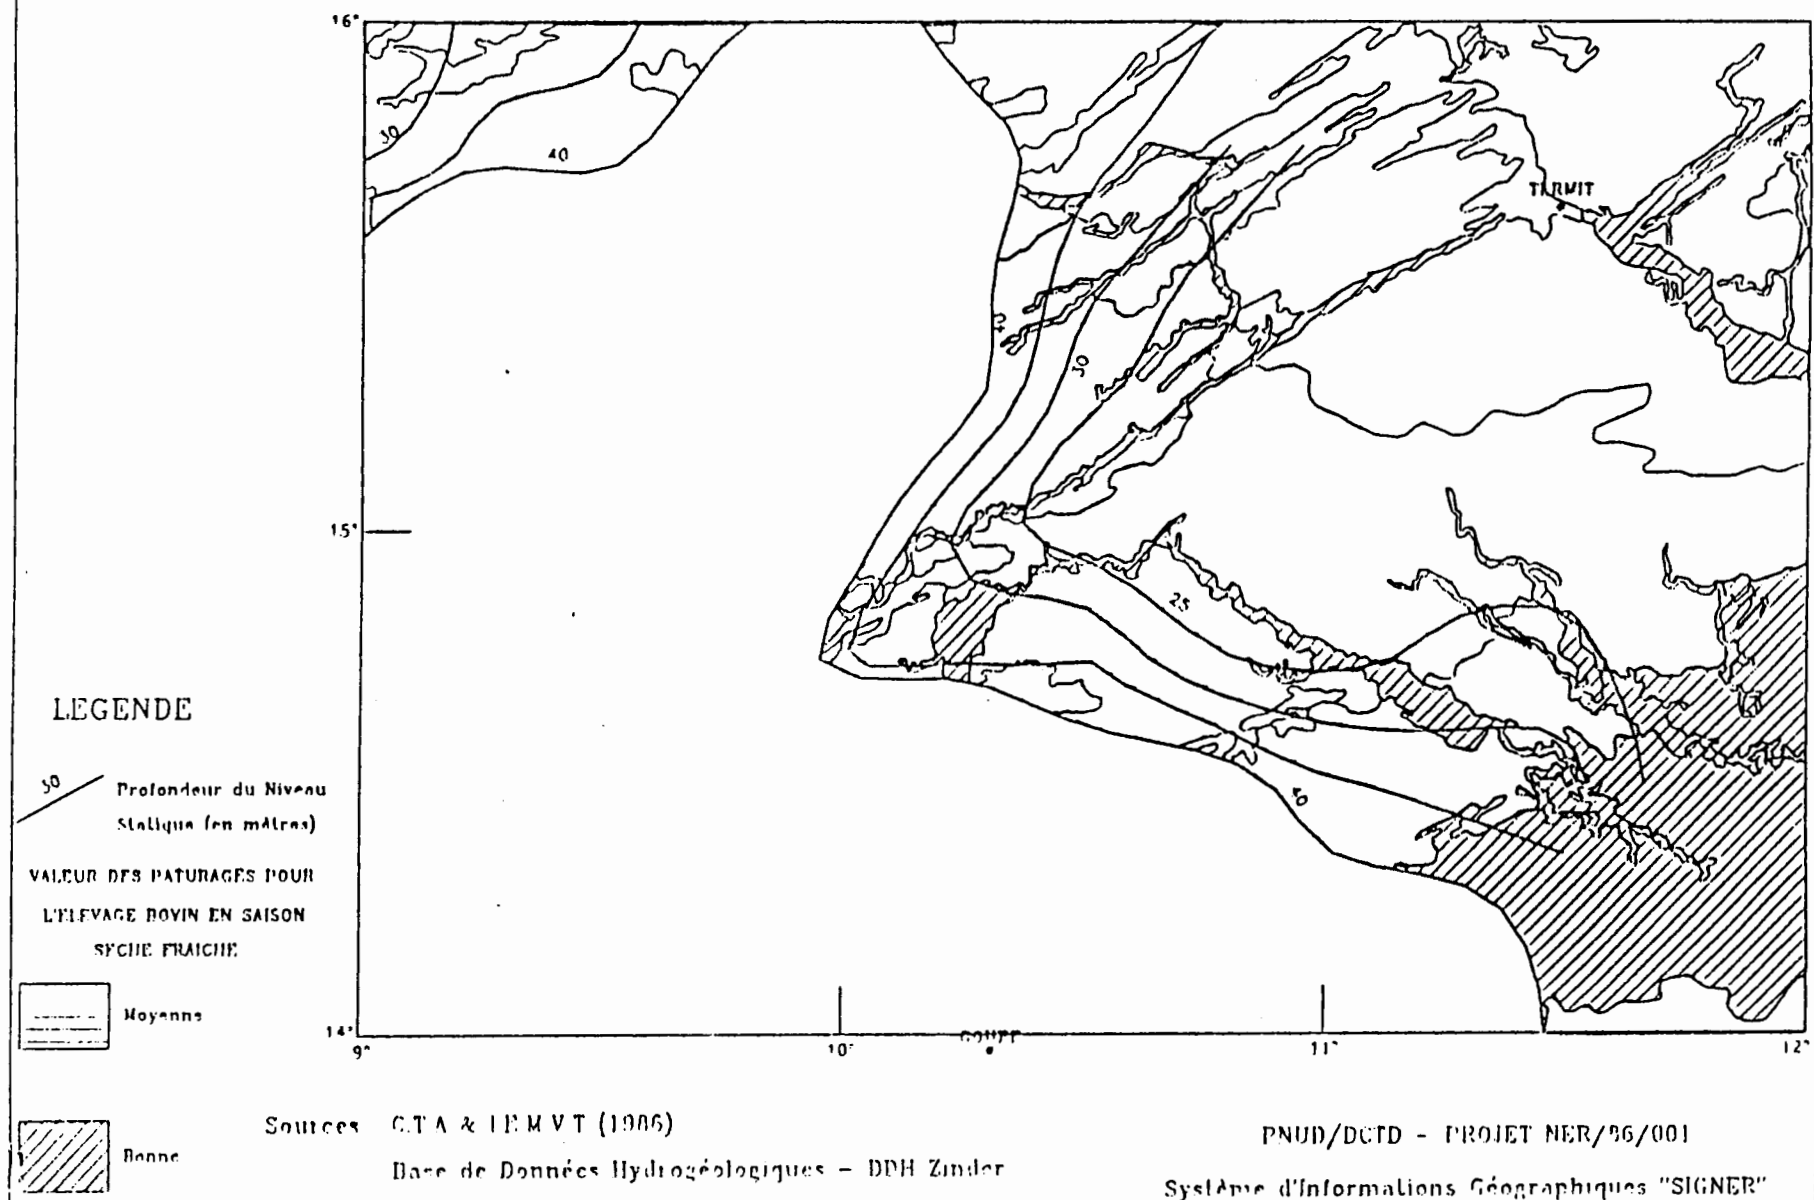 16°
30
40
TERMIT
30
15°
25
40
14°
9°
10°
GOURE
11°
12°
LEGENDE
30
Profondeur du Niveau
Statique (en mètres)
VALEUR DES PATURAGES POUR
L'ELEVAGE BOVIN EN SAISON
SECHE FRAICHE
Moyenne
Bonne
Sources C.T.A & I.E.M.V.T (1986)
Base de Données Hydrogéologiques - DDH Zinder
PNUD/DCTD - PROJET NER/86/001
Système d'Informations Géographiques "SIGNER"